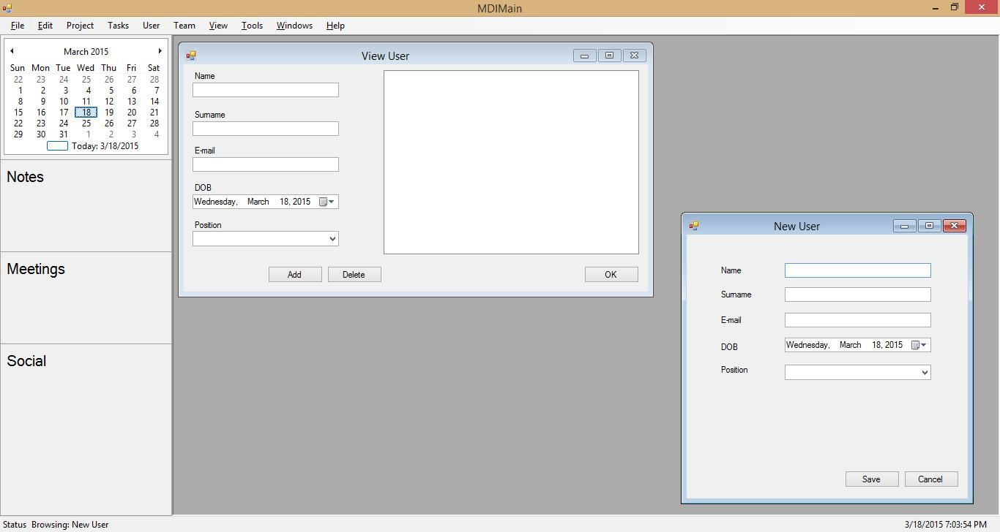 MDIMain
File Edit Project Tasks User Team View Tools Windows Help
March 2015
Sun Mon Tue Wed Thu Fri Sat
22 23 24 25 26 27 28
1 2 3 4 5 6 7
8 9 10 11 12 13 14
15 16 17 18 19 20 21
22 23 24 25 26 27 28
29 30 31 1 2 3 4
Today: 3/18/2015
Notes
Meetings
Social
View User
Name
Surname
E-mail
DOB
Wednesday, March 18, 2015
Position
Add Delete OK
New User
Name
Surname
E-mail
DOB Wednesday, March 18, 2015
Position
Save Cancel
Status Browsing: New User 3/18/2015 7:03:54 PM